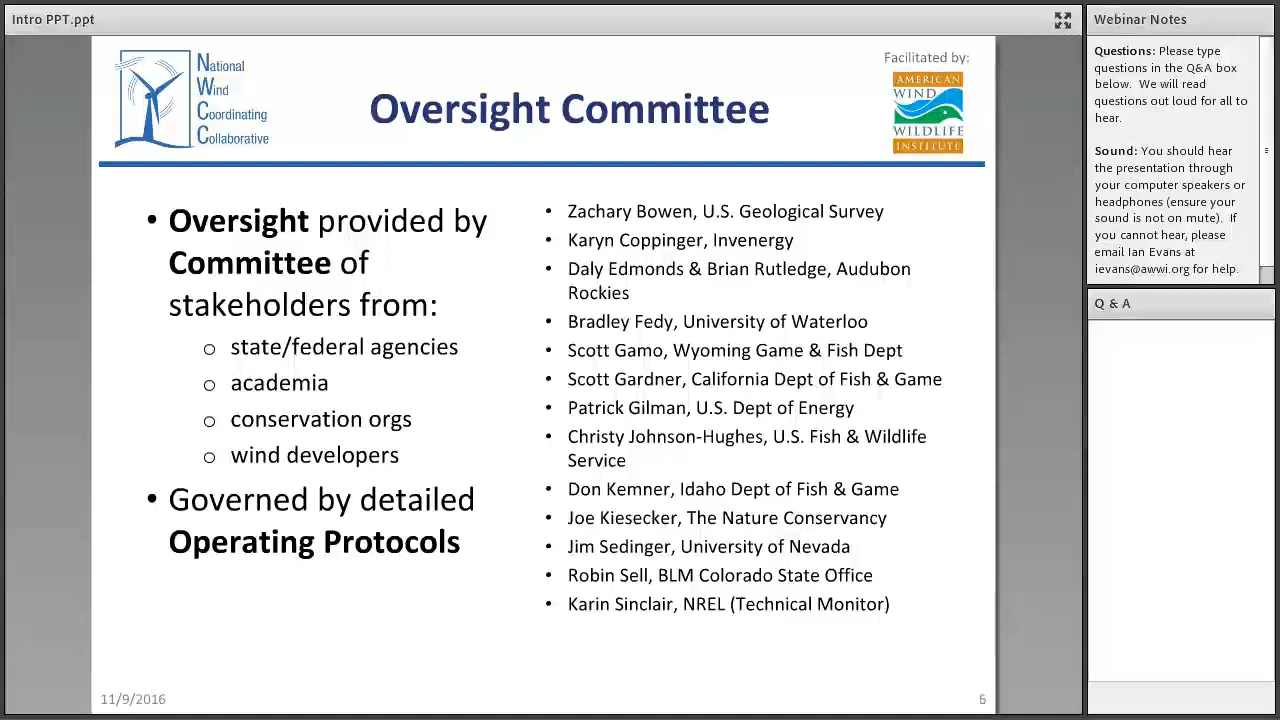 Intro PPT.ppt
National
Wind
Coordinating
Collaborative
Oversight Committee
Facilitated by:
AMERICAN
WIND
WILDLIFE
INSTITUTE
• Oversight provided by
Committee of
stakeholders from:
o state/federal agencies
o academia
o conservation orgs
o wind developers
• Governed by detailed
Operating Protocols
• Zachary Bowen, U.S. Geological Survey
• Karyn Coppinger, Invenergy
• Daly Edmonds & Brian Rutledge, Audubon
Rockies
• Bradley Fedy, University of Waterloo
• Scott Gamo, Wyoming Game & Fish Dept
• Scott Gardner, California Dept of Fish & Game
• Patrick Gilman, U.S. Dept of Energy
• Christy Johnson-Hughes, U.S. Fish & Wildlife
Service
• Don Kemner, Idaho Dept of Fish & Game
• Joe Kiesecker, The Nature Conservancy
• Jim Sedinger, University of Nevada
• Robin Sell, BLM Colorado State Office
• Karin Sinclair, NREL (Technical Monitor)
11/9/2016
6
Webinar Notes
Questions: Please type
questions in the Q&A box
below. We will read
questions out loud for all to
hear.
Sound: You should hear
the presentation through
your computer speakers or
headphones (ensure your
sound is not on mute). If
you cannot hear, please
email Ian Evans at
ievans@awwi.org for help.
Q & A